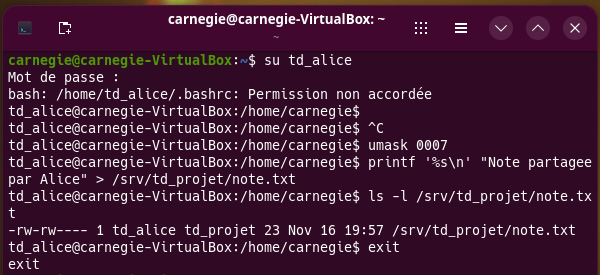 carnegie@carnegie-VirtualBox: ~
~
carnegie@carnegie-VirtualBox:~$ su td_alice
Mot de passe :
bash: /home/td_alice/.bashrc: Permission non accordée
td_alice@carnegie-VirtualBox:/home/carnegie$
td_alice@carnegie-VirtualBox:/home/carnegie$ ^C
td_alice@carnegie-VirtualBox:/home/carnegie$ umask 0007
td_alice@carnegie-VirtualBox:/home/carnegie$ printf '%s\n' "Note partagee
par Alice" > /srv/td_projet/note.txt
td_alice@carnegie-VirtualBox:/home/carnegie$ ls -l /srv/td_projet/note.tx
t
-rw-rw---- 1 td_alice td_projet 23 Nov 16 19:57 /srv/td_projet/note.txt
td_alice@carnegie-VirtualBox:/home/carnegie$ exit
exit